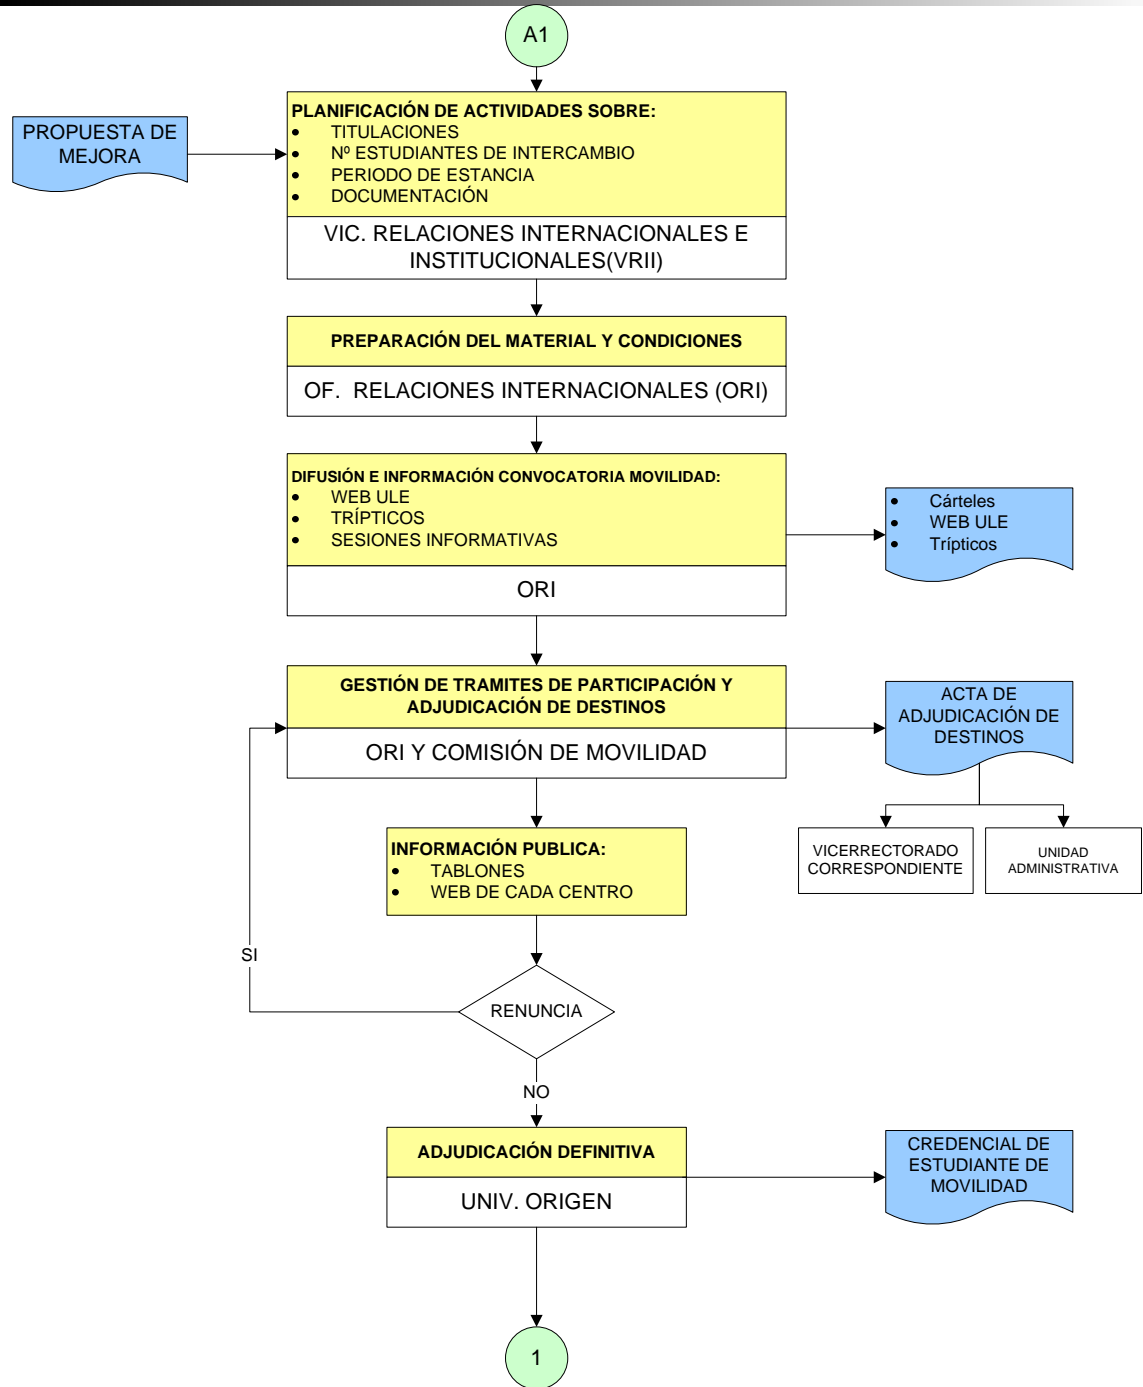 A1
PROPUESTA DE
MEJORA
PLANIFICACIÓN DE ACTIVIDADES SOBRE:
• TITULACIONES
• Nº ESTUDIANTES DE INTERCAMBIO
• PERIODO DE ESTANCIA
• DOCUMENTACIÓN
VIC. RELACIONES INTERNACIONALES E
INSTITUCIONALES(VRII)
PREPARACIÓN DEL MATERIAL Y CONDICIONES
OF. RELACIONES INTERNACIONALES (ORI)
DIFUSIÓN E INFORMACIÓN CONVOCATORIA MOVILIDAD:
• WEB ULE
• TRÍPTICOS
• SESIONES INFORMATIVAS
ORI
• Cárteles
• WEB ULE
• Trípticos
GESTIÓN DE TRAMITES DE PARTICIPACIÓN Y
ADJUDICACIÓN DE DESTINOS
ORI Y COMISIÓN DE MOVILIDAD
ACTA DE
ADJUDICACIÓN DE
DESTINOS
VICERRECTORADO
CORRESPONDIENTE
UNIDAD
ADMINISTRATIVA
INFORMACIÓN PUBLICA:
• TABLONES
• WEB DE CADA CENTRO
SI
RENUNCIA
NO
ADJUDICACIÓN DEFINITIVA
UNIV. ORIGEN
CREDENCIAL DE
ESTUDIANTE DE
MOVILIDAD
1